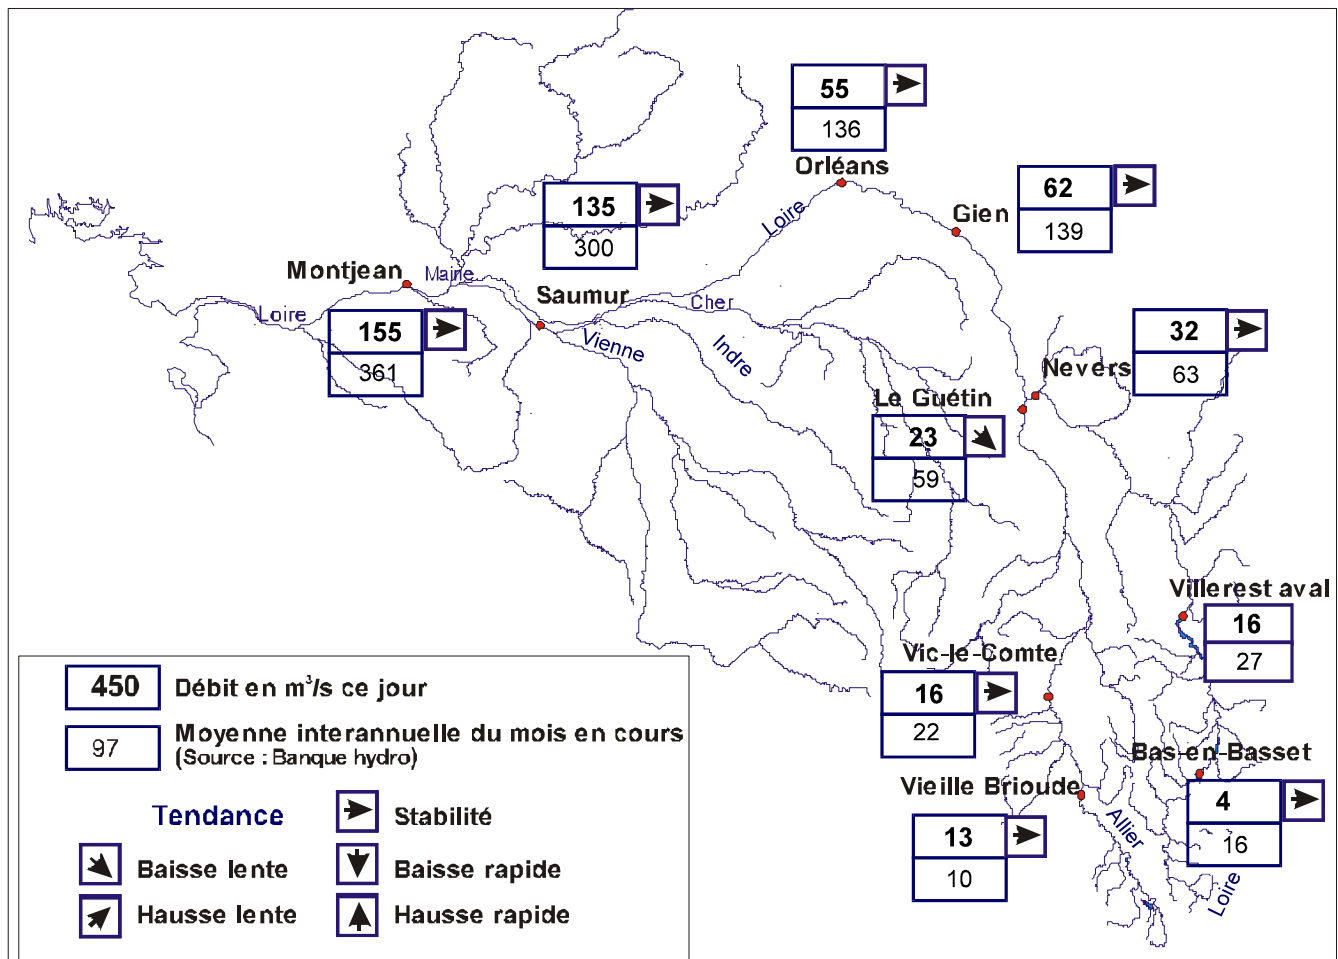 55
136
Orléans
62
139
Gien
Loire
135
300
Montjean
Maine
Saumur
Cher
Loire
155
361
Vienne
Indre
32
63
Nevers
Le Guétin
23
59
Villerest aval
16
27
Vic-le-Comte
16
22
Bas-en-Basset
4
16
Vieille Brioude
13
10
Allier
Loire
450 Débit en m³/s ce jour
97 Moyenne interannuelle du mois en cours
(Source : Banque hydro)
Tendance
Stabilité
Baisse lente
Baisse rapide
Hausse lente
Hausse rapide